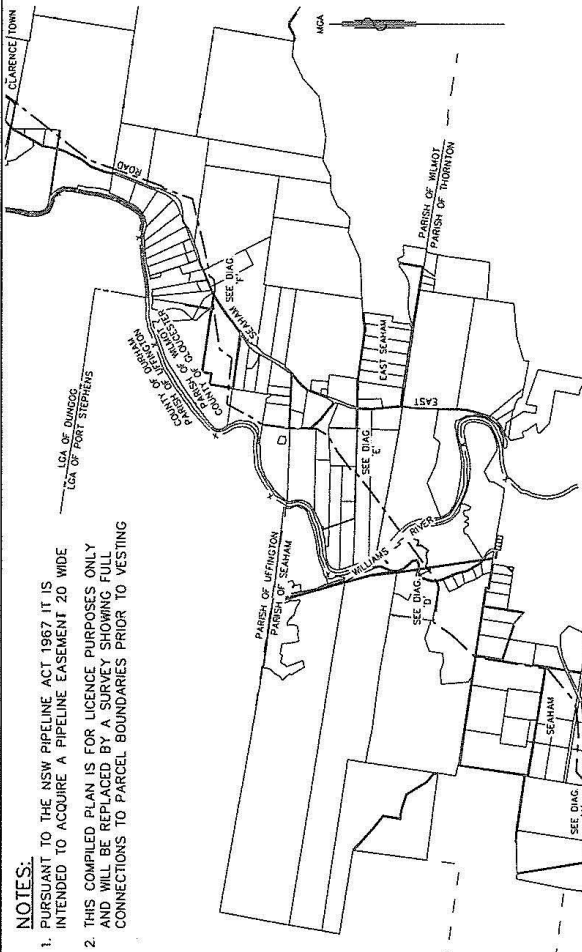 NOTES:
1. PURSUANT TO THE NSW PIPELINE ACT 1967 IT IS
INTENDED TO ACQUIRE A PIPELINE EASEMENT 20 WIDE
2. THIS COMPILED PLAN IS FOR LICENCE PURPOSES ONLY
AND WILL BE REPLACED BY A SURVEY SHOWING FULL
CONNECTIONS TO PARCEL BOUNDARIES PRIOR TO VESTING
LGA OF DUNGOG
LGA OF PORT STEPHENS
CLARENCE TOWN
MGA
ROAD
COUNTY OF DURHAM
PARISH OF UFFINGTON
PARISH OF WILMOT
COUNTY OF GLOUCESTER
SEE DIAG.
'F'
SEAHAM
PARISH OF UFFINGTON
PARISH OF SEAHAM
PARISH OF WILMOT
PARISH OF THORNTON
EAST SEAHAM
EAST
SEE DIAG.
'E'
WILLIAMS
RIVER
SEE DIAG.
'D'
SEAHAM
SEE DIAG.